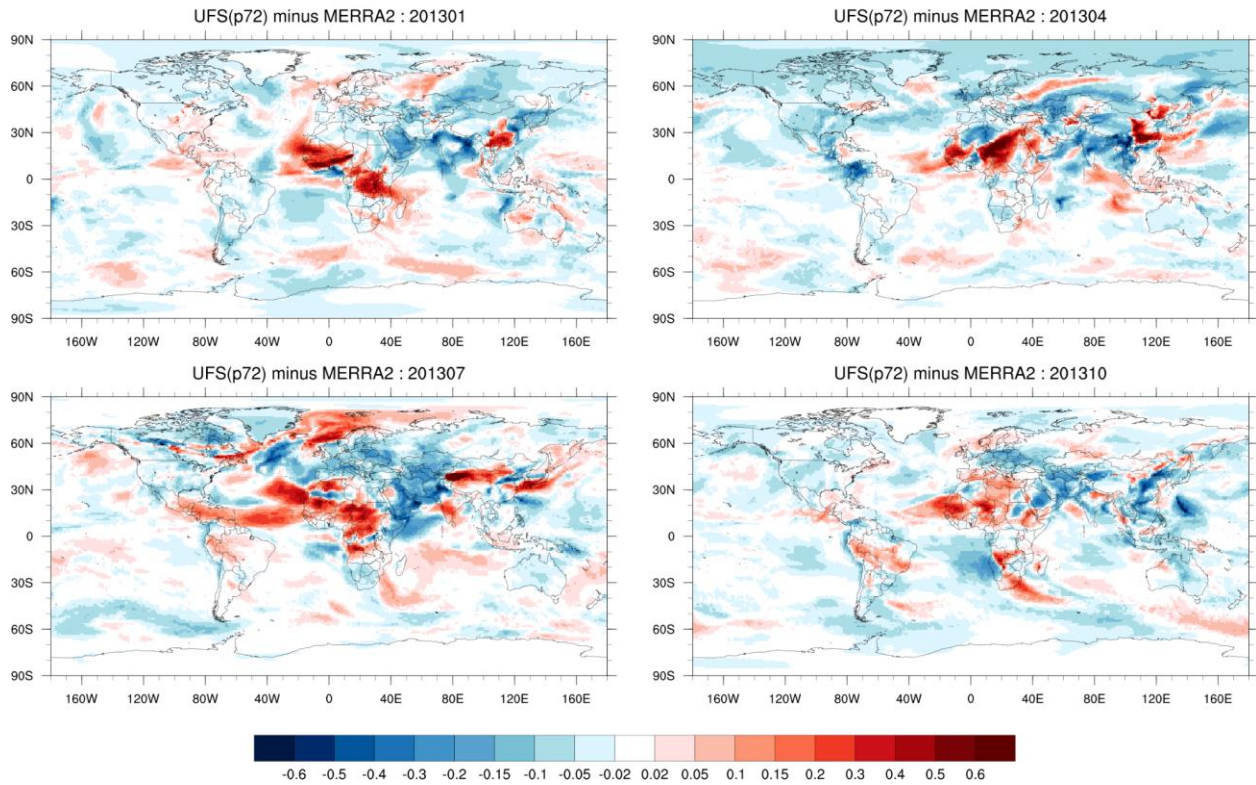 UFS(p72) minus MERRA2 : 201301
90N
60N
30N
0
30S
60S
90S
160W 120W 80W 40W 0 40E 80E 120E 160E
UFS(p72) minus MERRA2 : 201304
90N
60N
30N
0
30S
60S
90S
160W 120W 80W 40W 0 40E 80E 120E 160E
UFS(p72) minus MERRA2 : 201307
90N
60N
30N
0
30S
60S
90S
160W 120W 80W 40W 0 40E 80E 120E 160E
UFS(p72) minus MERRA2 : 201310
90N
60N
30N
0
30S
60S
90S
160W 120W 80W 40W 0 40E 80E 120E 160E
-0.6 -0.5 -0.4 -0.3 -0.2 -0.15 -0.1 -0.05 -0.02 0.02 0.05 0.1 0.15 0.2 0.3 0.4 0.5 0.6